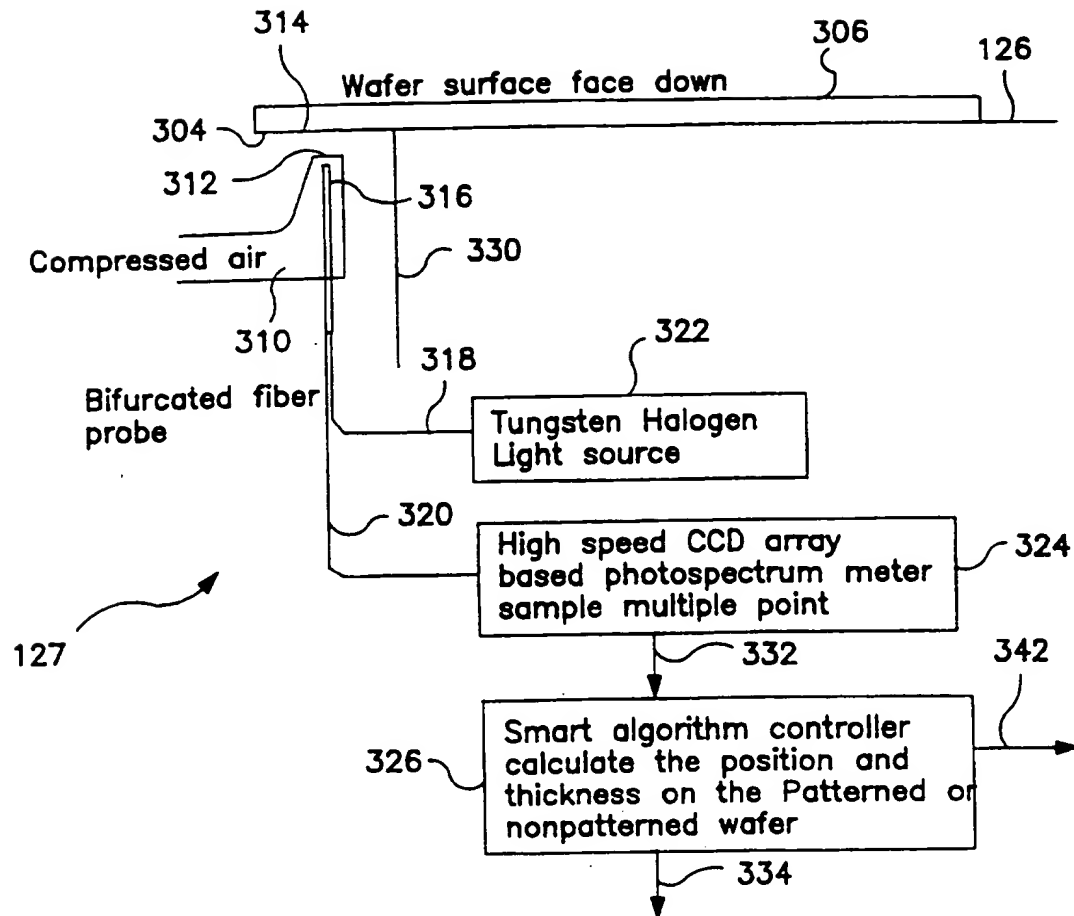 314
306
126
Wafer surface face down
304
312
316
Compressed air
330
310
322
318
Bifurcated fiber
probe
Tungsten Halogen
Light source
320
High speed CCD array
based photospectrum meter
sample multiple point
324
127
332
342
Smart algorithm controller
calculate the position and
thickness on the Patterned or
nonpatterned wafer
326
334